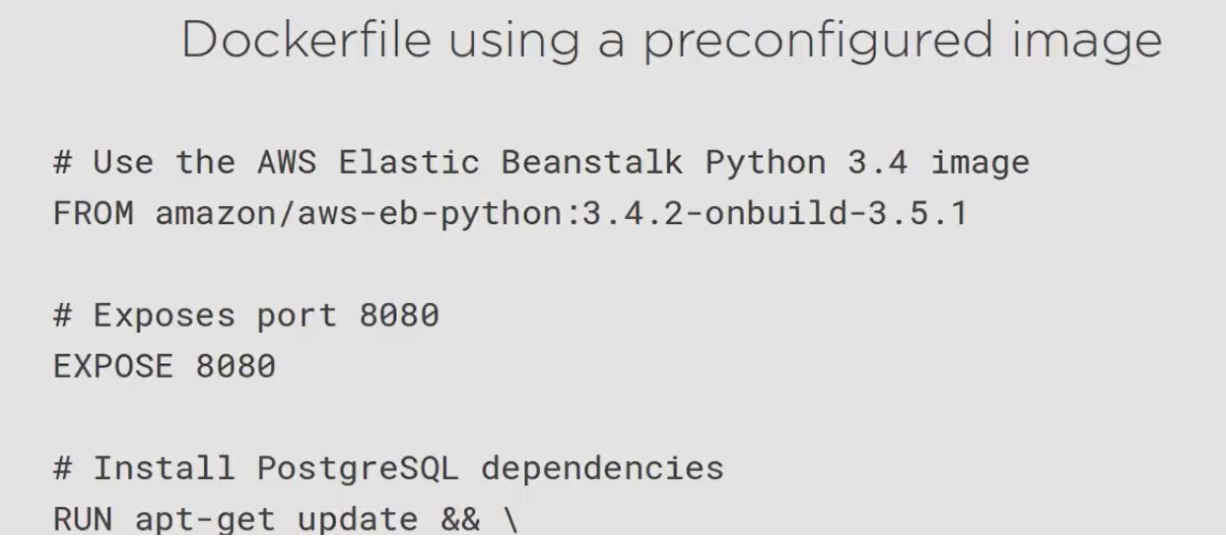 Dockerfile using a preconfigured image
# Use the AWS Elastic Beanstalk Python 3.4 image
FROM amazon/aws-eb-python:3.4.2-onbuild-3.5.1
# Exposes port 8080
EXPOSE 8080
# Install PostgreSQL dependencies
RUN apt-get update && \